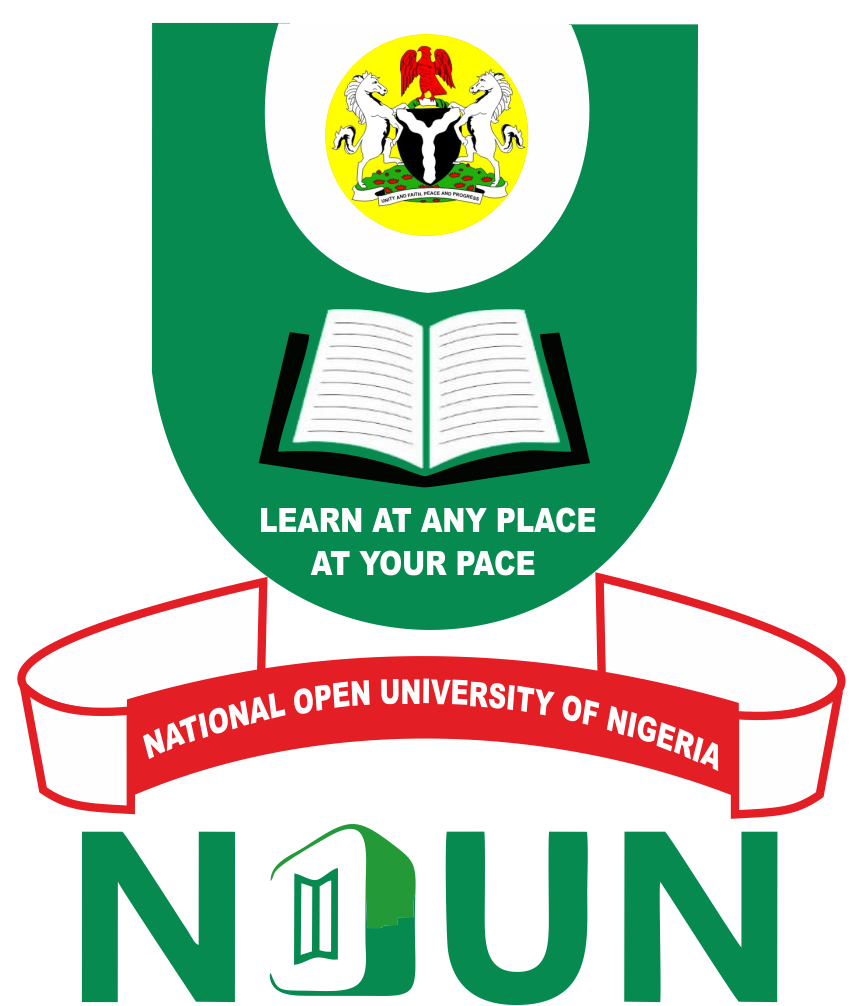 UNITY AND FAITH, PEACE AND PROGRESS
LEARN AT ANY PLACE
AT YOUR PACE
NATIONAL OPEN UNIVERSITY OF NIGERIA
NOUN